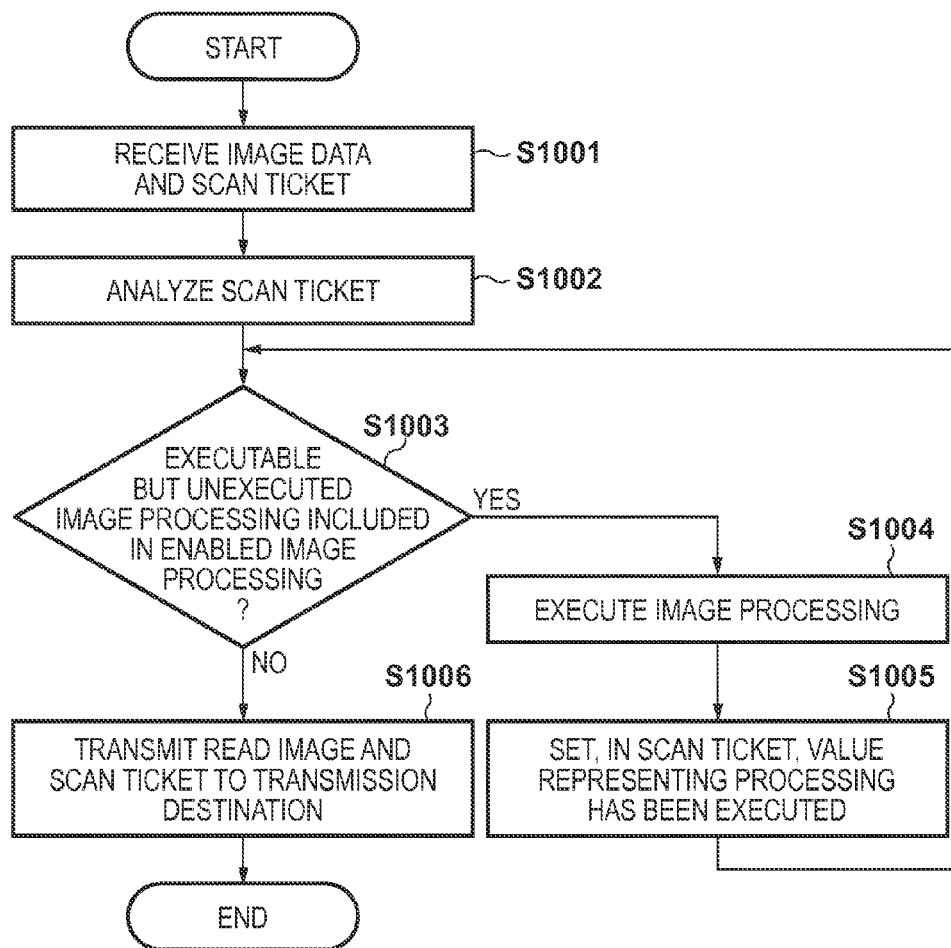 START
RECEIVE IMAGE DATA
AND SCAN TICKET
S1001
ANALYZE SCAN TICKET
S1002
S1003
EXECUTABLE
BUT UNEXECUTED
IMAGE PROCESSING INCLUDED
IN ENABLED IMAGE
PROCESSING
?
YES
NO
S1004
EXECUTE IMAGE PROCESSING
S1005
SET, IN SCAN TICKET, VALUE
REPRESENTING PROCESSING
HAS BEEN EXECUTED
S1006
TRANSMIT READ IMAGE AND
SCAN TICKET TO TRANSMISSION
DESTINATION
END